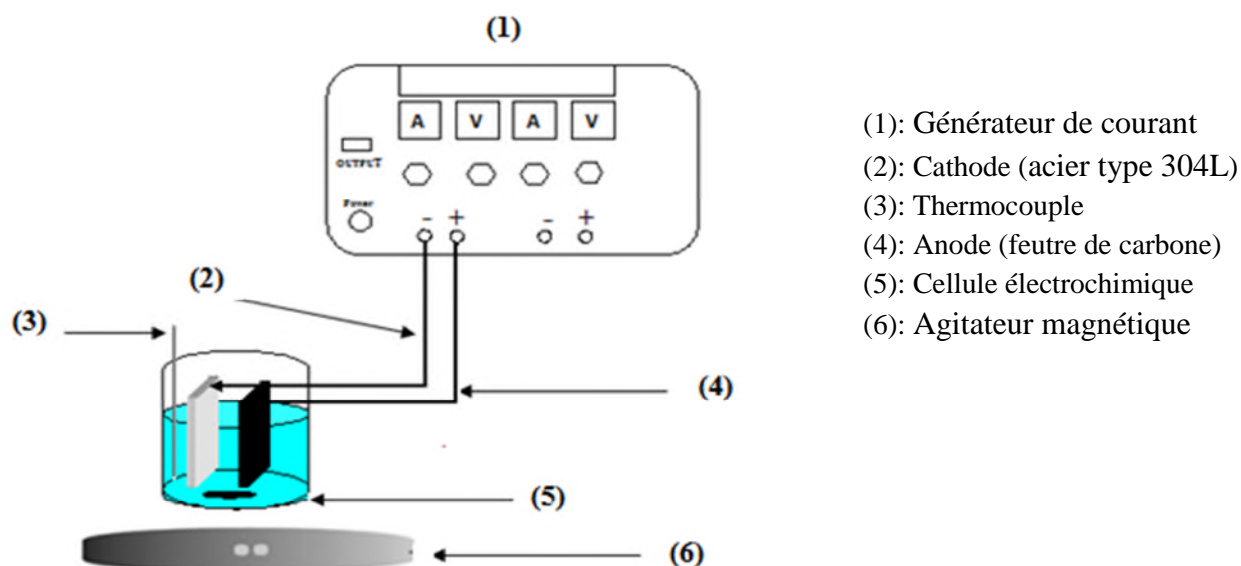 (1)
A V A V
OUTPUT
Power
- + - +
(2)
(3)
(4)
(5)
(6)
(1): Générateur de courant
(2): Cathode (acier type 304L)
(3): Thermocouple
(4): Anode (feutre de carbone)
(5): Cellule électrochimique
(6): Agitateur magnétique